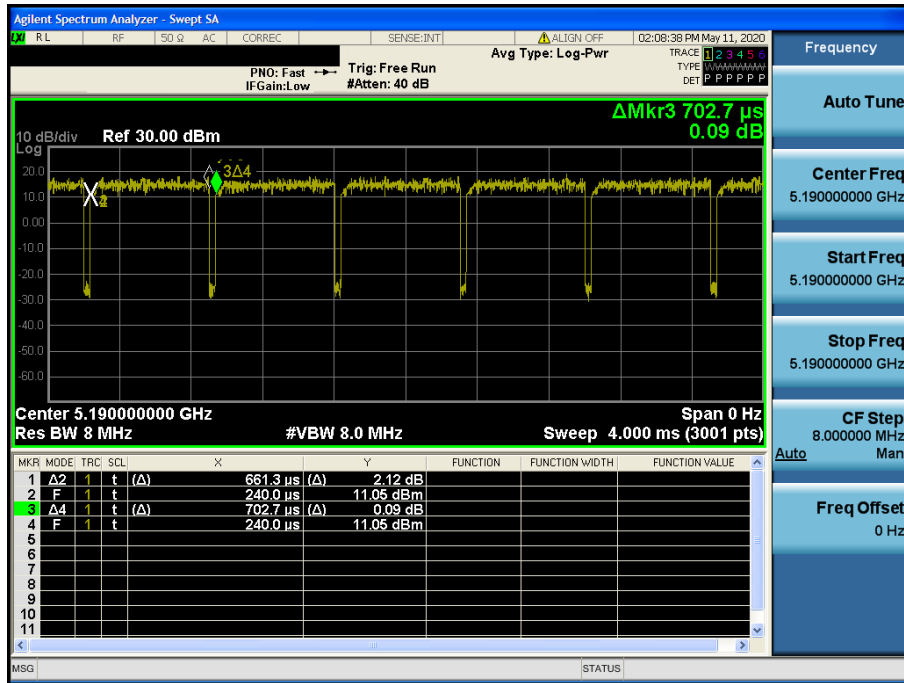 Agilent Spectrum Analyzer - Swept SA
LXI RL RF 50 Ω AC CORREC SENSE:INT ALIGN OFF 02:08:38 PM May 11, 2020
Avg Type: Log-Pwr TRACE 1 2 3 4 5 6
PNO: Fast Trig: Free Run TYPE WWWWWW
IFGain:Low #Atten: 40 dB DET P P P P P P
ΔMkr3 702.7 µs
0.09 dB
10 dB/div Ref 30.00 dBm
Log
20.0
10.0
0.00
-10.0
-20.0
-30.0
-40.0
-50.0
-60.0
3Δ4
Center 5.190000000 GHz Span 0 Hz
Res BW 8 MHz #VBW 8.0 MHz Sweep 4.000 ms (3001 pts)
MKR MODE TRC SCL X Y FUNCTION FUNCTION WIDTH FUNCTION VALUE
1 Δ2 1 t (Δ) 661.3 µs (Δ) 2.12 dB
2 F 1 t 240.0 µs 11.05 dBm
3 Δ4 1 t (Δ) 702.7 µs (Δ) 0.09 dB
4 F 1 t 240.0 µs 11.05 dBm
5
6
7
8
9
10
11
MSG STATUS
Frequency
Auto Tune
Center Freq
5.190000000 GHz
Start Freq
5.190000000 GHz
Stop Freq
5.190000000 GHz
CF Step
8.000000 MHz
Auto Man
Freq Offset
0 Hz